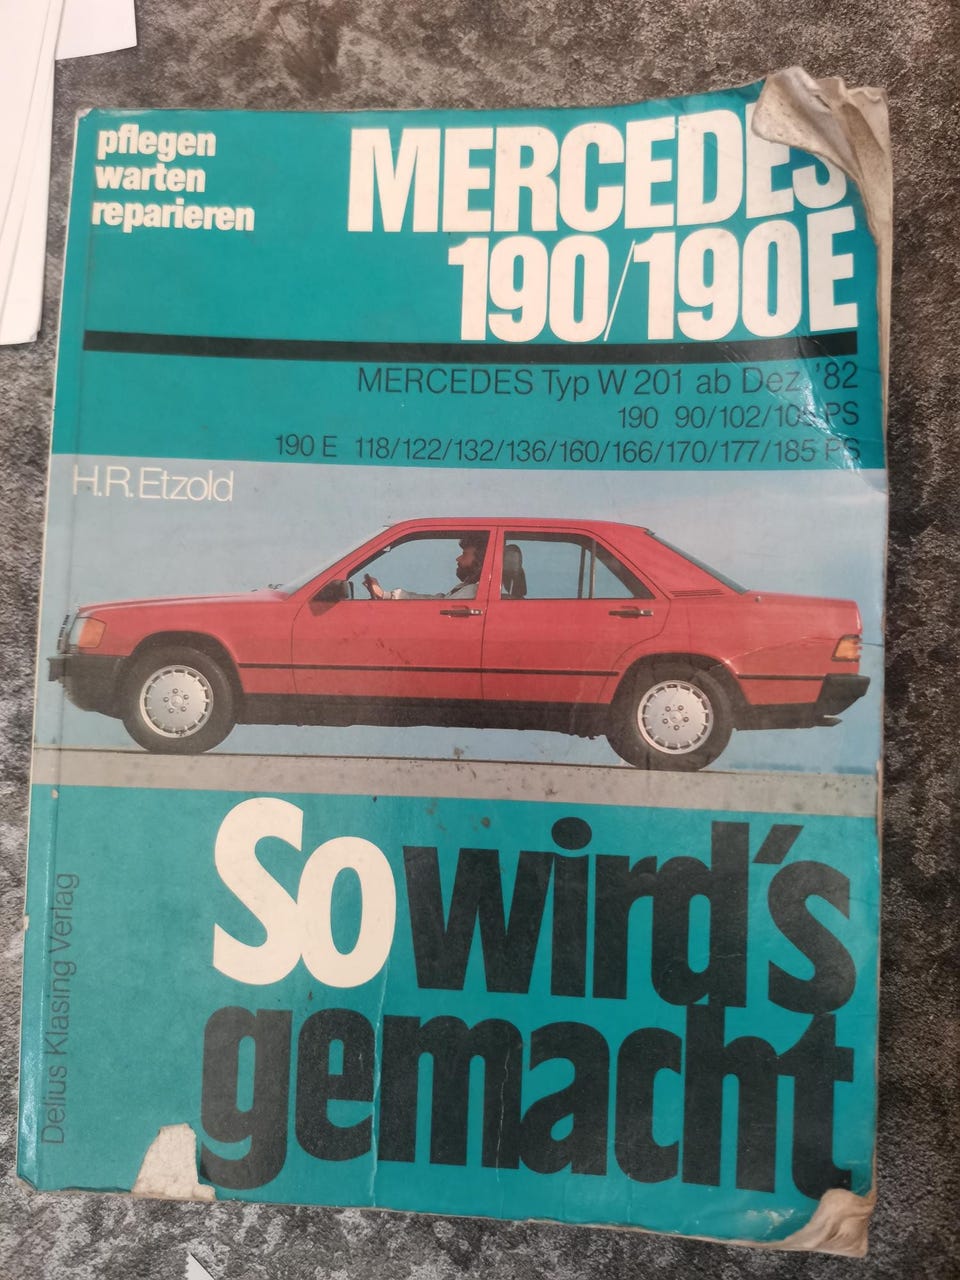 pflegen
warten
reparieren
MERCEDES
190/190E
MERCEDES Typ W 201 ab Dez. '82
190 90/102/105 PS
190 E 118/122/132/136/160/166/170/177/185 PS
H.R. Etzold
So wird's
gemacht
Delius Klasing Verlag